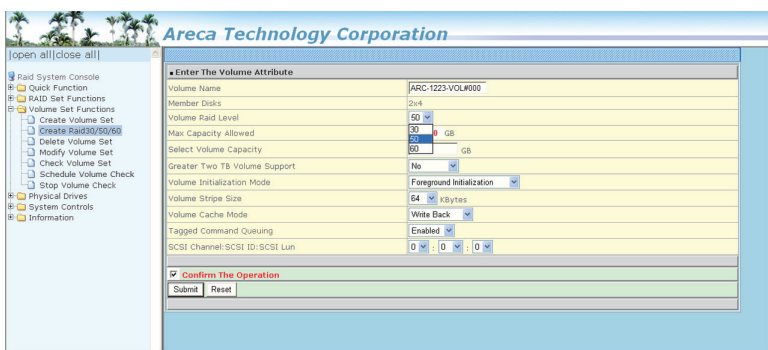 Areca Technology Corporation
|open all|close all|
Raid System Console
Quick Function
RAID Set Functions
Volume Set Functions
Create Volume Set
Create Raid30/50/60
Delete Volume Set
Modify Volume Set
Check Volume Set
Schedule Volume Check
Stop Volume Check
Physical Drives
System Controls
Information
Enter The Volume Attribute
Volume Name ARC-1223-VOL#000
Member Disks 2x4
Volume Raid Level 50
30
50
60
Max Capacity Allowed 0 GB
Select Volume Capacity GB
Greater Two TB Volume Support No
Volume Initialization Mode Foreground Initialization
Volume Stripe Size 64 KBytes
Volume Cache Mode Write Back
Tagged Command Queuing Enabled
SCSI Channel:SCSI ID:SCSI Lun 0 : 0 : 0
Confirm The Operation
Submit Reset